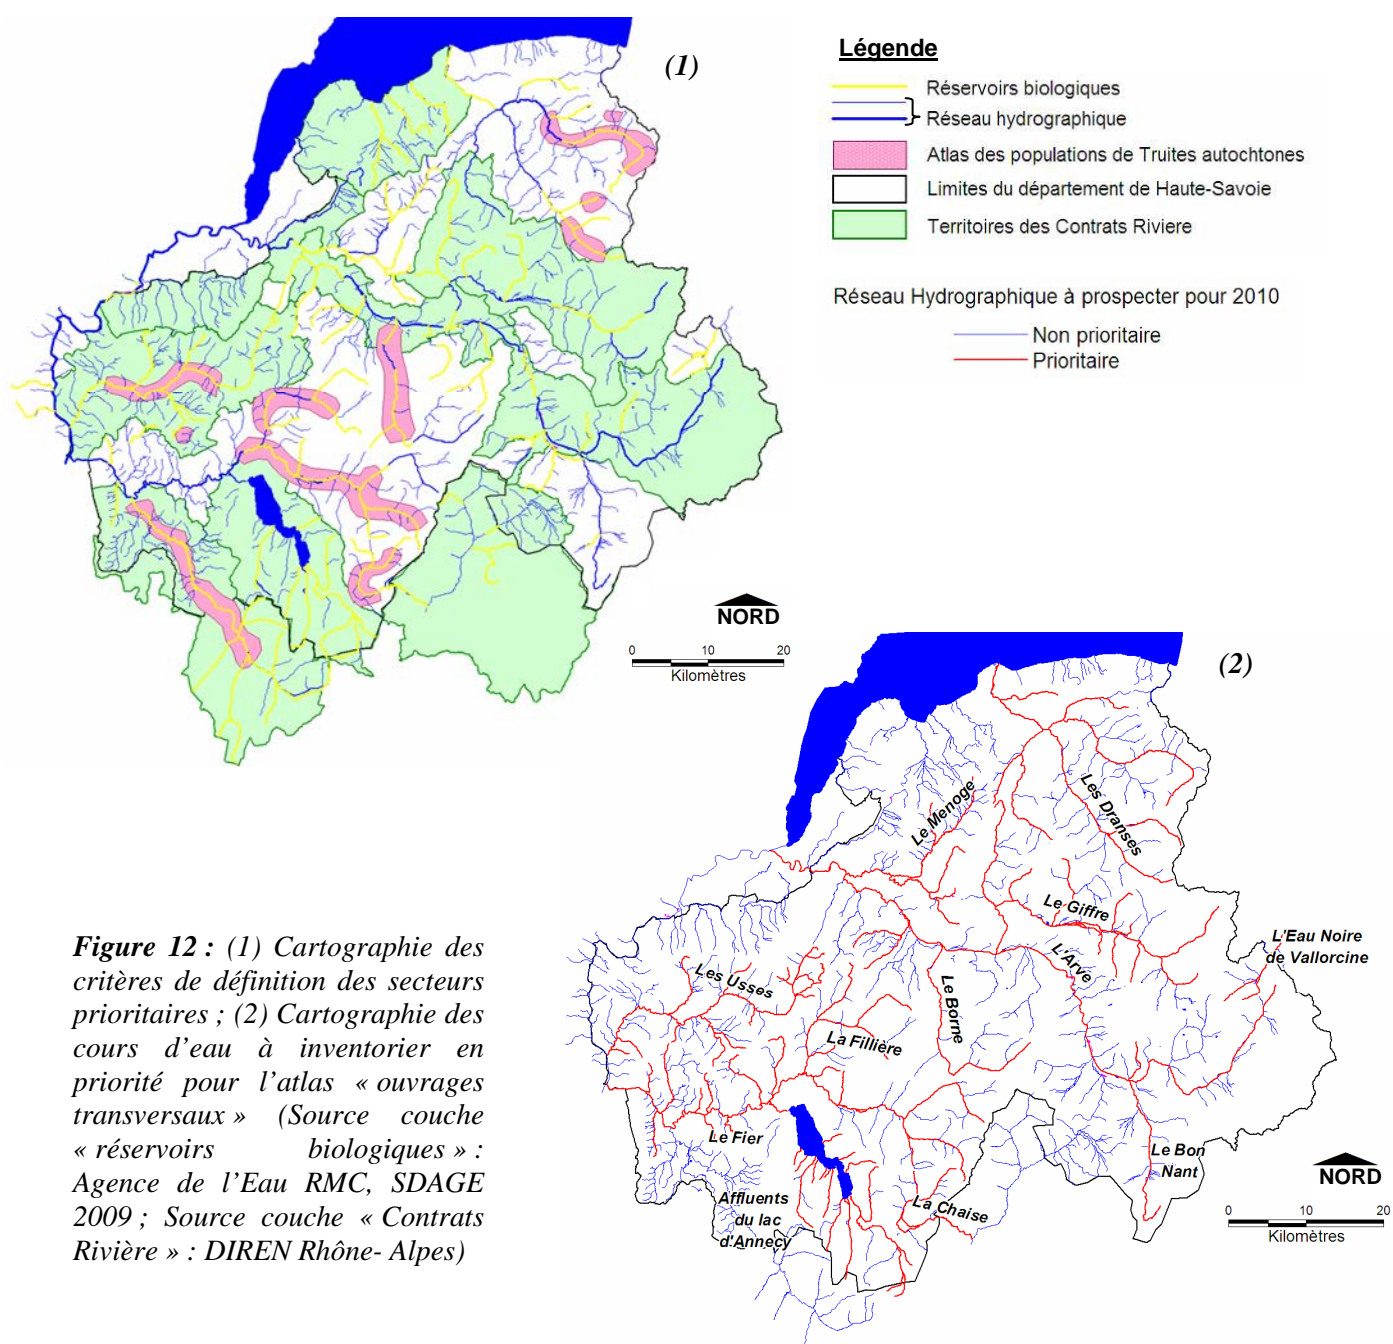 (1)
Légende
Réservoirs biologiques
Réseau hydrographique
Atlas des populations de Truites autochtones
Limites du département de Haute-Savoie
Territoires des Contrats Riviere
Réseau Hydrographique à prospecter pour 2010
Non prioritaire
Prioritaire
NORD
0 10 20
Kilomètres
(2)
Le Menoge
Les Dranses
Le Giffre
L'Eau Noire
de Vallorcine
L'Arve
Les Usses
Le Borne
La Fillière
Le Fier
Le Bon
Nant
Affluents
du lac
d'Annecy
La Chaise
NORD
0 10 20
Kilomètres
Figure 12 : (1) Cartographie des
critères de définition des secteurs
prioritaires ; (2) Cartographie des
cours d'eau à inventorier en
priorité pour l'atlas « ouvrages
transversaux » (Source couche
« réservoirs biologiques » :
Agence de l'Eau RMC, SDAGE
2009 ; Source couche « Contrats
Rivière » : DIREN Rhône- Alpes)